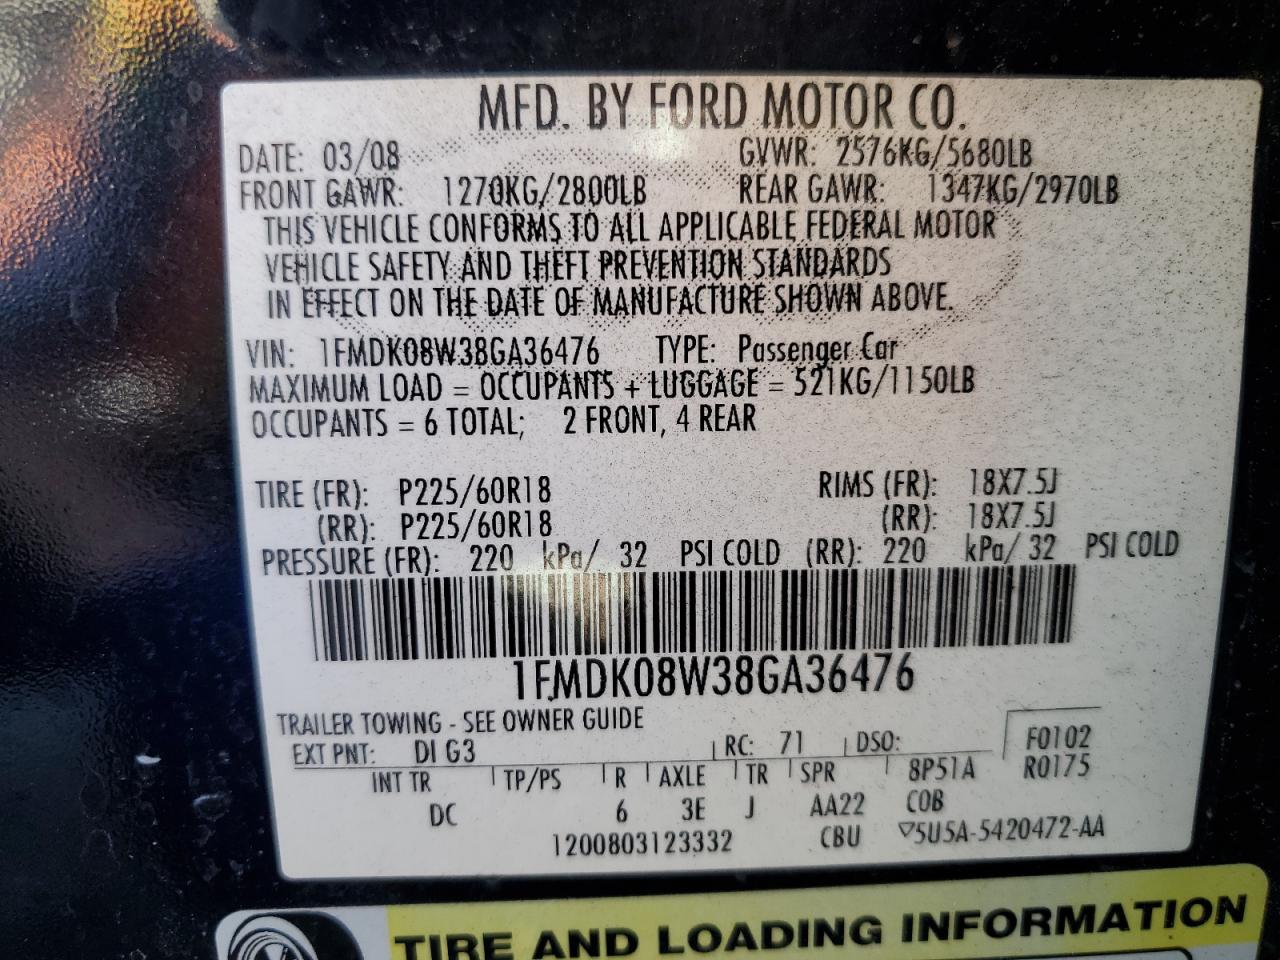 MFD. BY FORD MOTOR CO.
DATE: 03/08 GVWR: 2576KG/5680LB
FRONT GAWR: 1270KG/2800LB REAR GAWR: 1347KG/2970LB
THIS VEHICLE CONFORMS TO ALL APPLICABLE FEDERAL MOTOR
VEHICLE SAFETY AND THEFT PREVENTION STANDARDS
IN EFFECT ON THE DATE OF MANUFACTURE SHOWN ABOVE.
VIN: 1FMDK08W38GA36476 TYPE: Passenger Car
MAXIMUM LOAD = OCCUPANTS + LUGGAGE = 521KG/1150LB
OCCUPANTS = 6 TOTAL; 2 FRONT, 4 REAR
TIRE (FR): P225/60R18 RIMS (FR): 18X7.5J
(RR): P225/60R18 (RR): 18X7.5J
PRESSURE (FR): 220 kPa/ 32 PSI COLD (RR): 220 kPa/ 32 PSI COLD
1FMDK08W38GA36476
TRAILER TOWING - SEE OWNER GUIDE
EXT PNT: DI G3 RC: 71 DSO: F0102
INT TR TP/PS R AXLE TR SPR 8P51A R0175
DC 6 3E J AA22 COB
1200803123332 CBU ▽5U5A-5420472-AA
TIRE AND LOADING INFORMATION